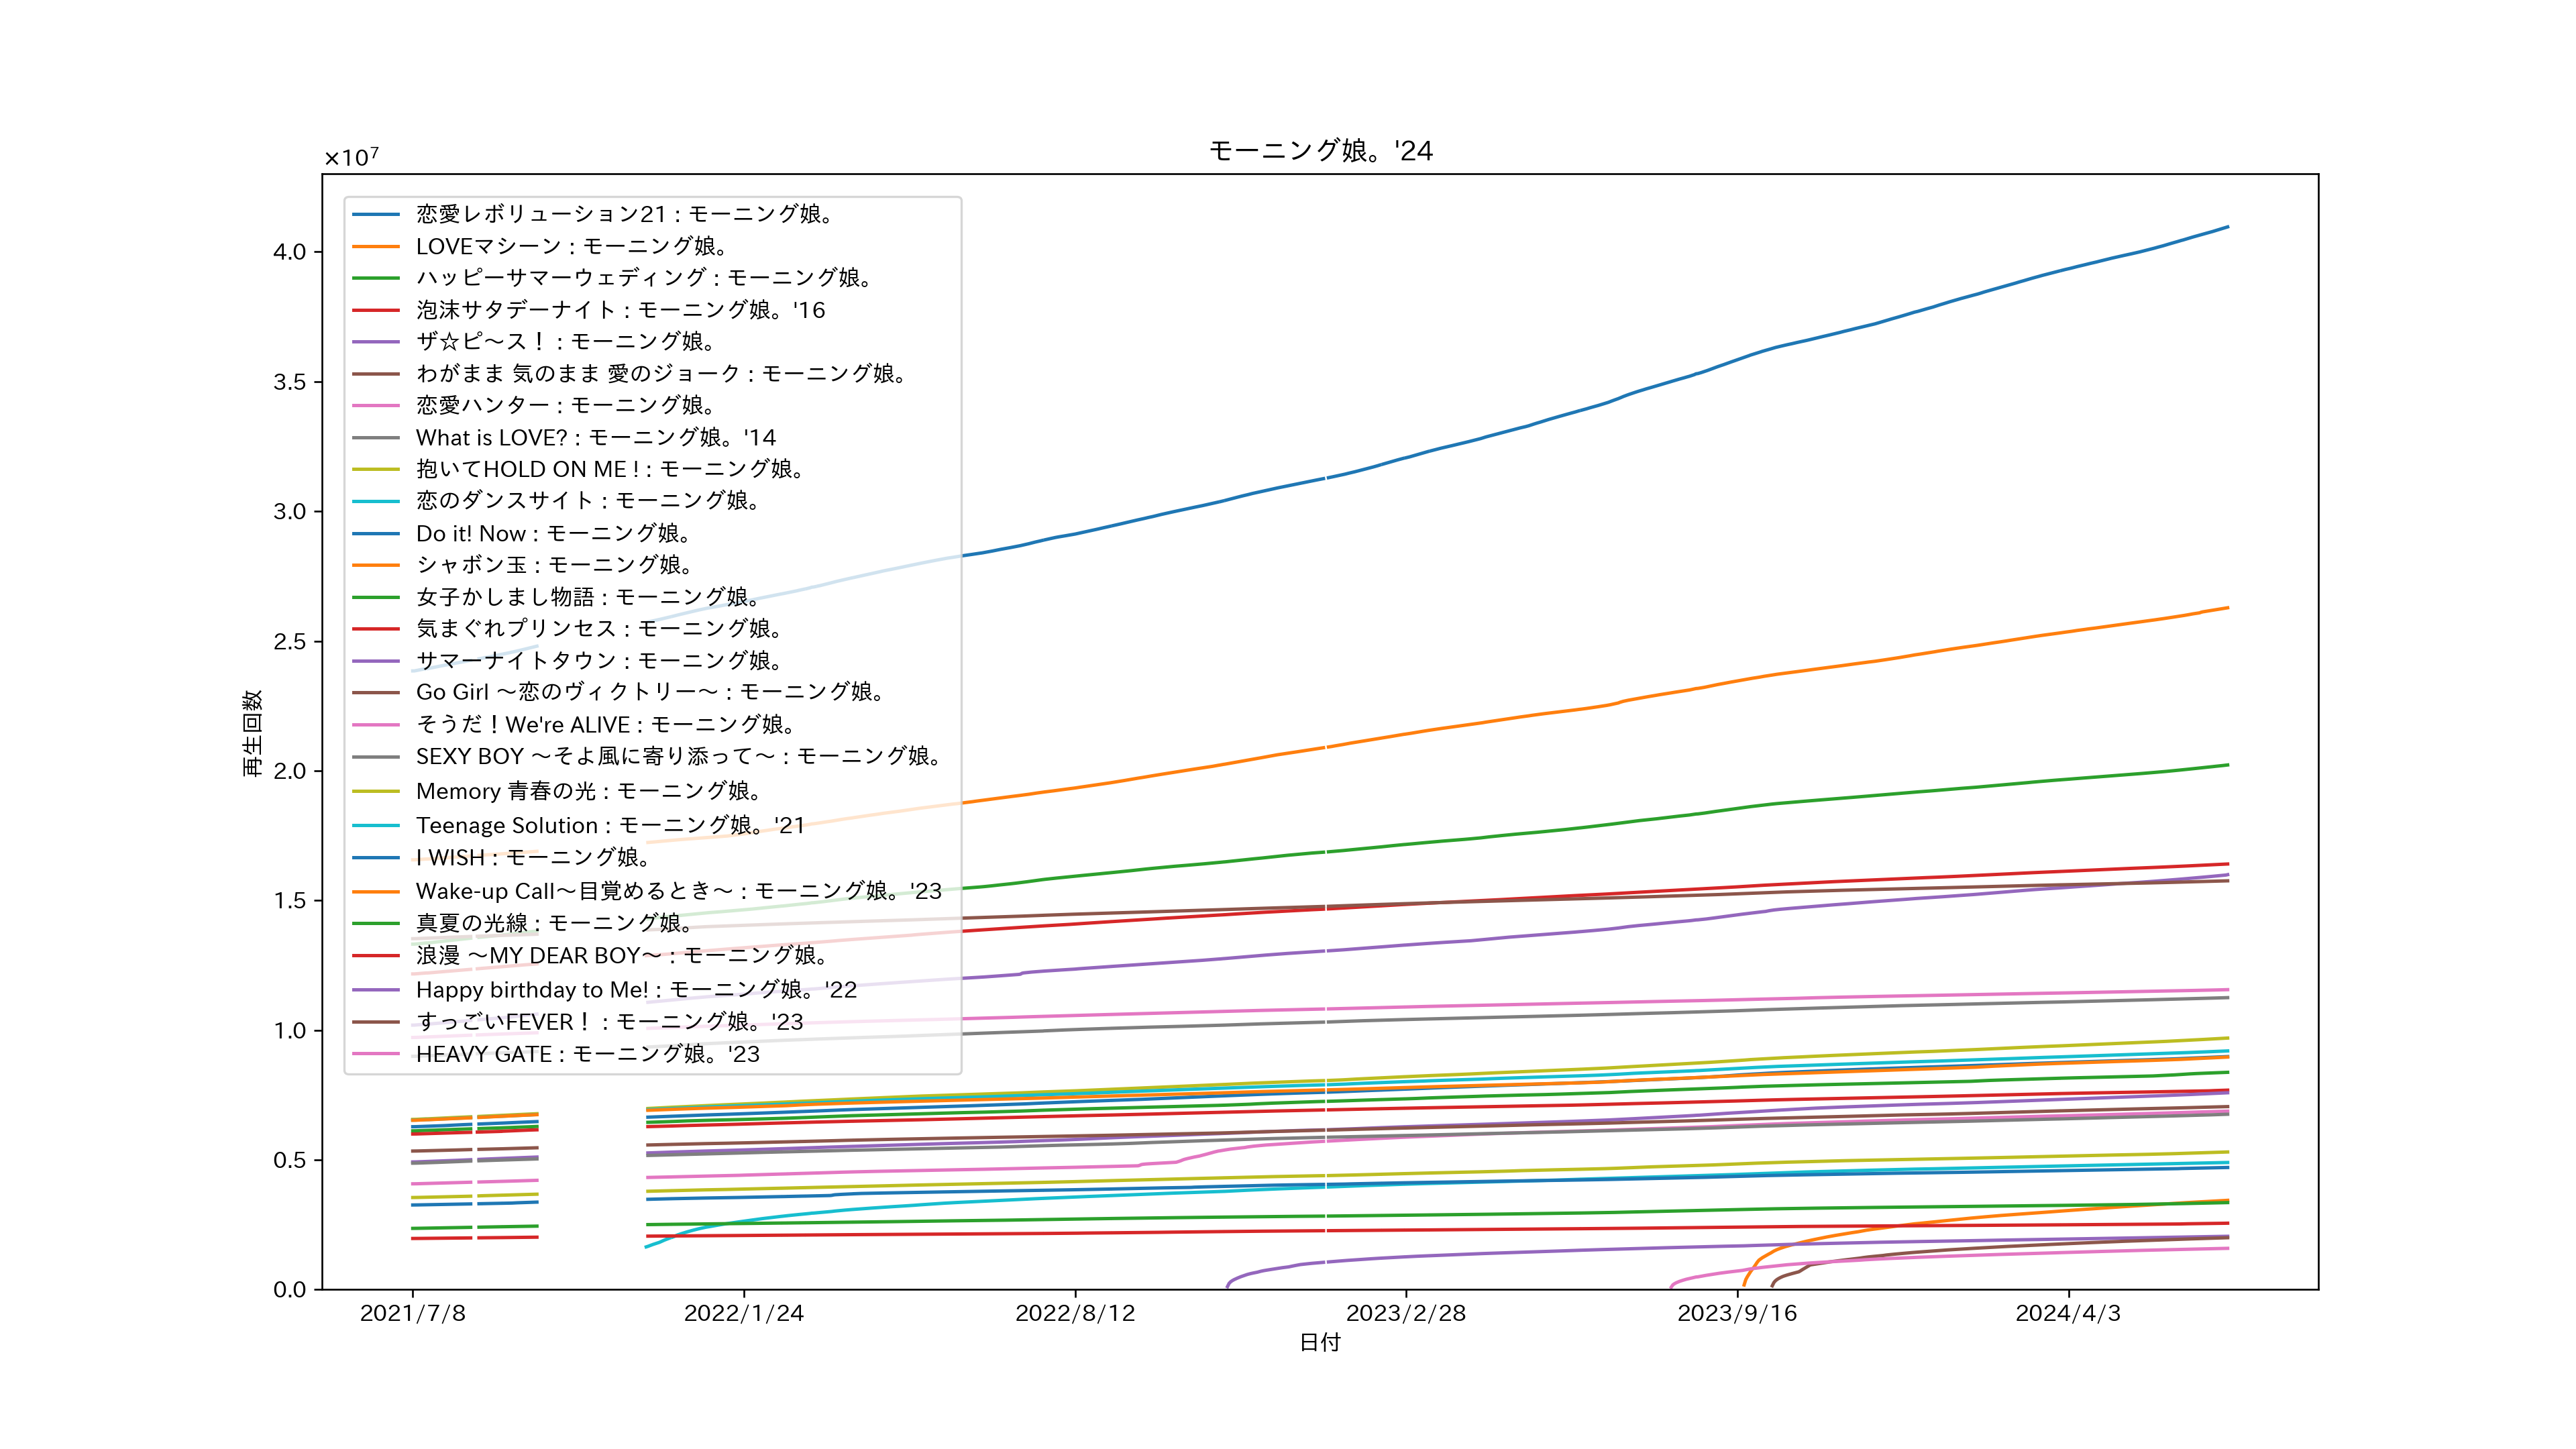 モーニング娘。'24
×10⁷
4.0
3.5
3.0
2.5
2.0
1.5
1.0
0.5
0.0
再生回数
恋愛レボリューション21 : モーニング娘。
LOVEマシーン : モーニング娘。
ハッピーサマーウェディング : モーニング娘。
泡沫サタデーナイト : モーニング娘。'16
ザ☆ピ〜ス！ : モーニング娘。
わがまま 気のまま 愛のジョーク : モーニング娘。
恋愛ハンター : モーニング娘。
What is LOVE? : モーニング娘。'14
抱いてHOLD ON ME ! : モーニング娘。
恋のダンスサイト : モーニング娘。
Do it! Now : モーニング娘。
シャボン玉 : モーニング娘。
女子かしまし物語 : モーニング娘。
気まぐれプリンセス : モーニング娘。
サマーナイトタウン : モーニング娘。
Go Girl 〜恋のヴィクトリー〜 : モーニング娘。
そうだ！We're ALIVE : モーニング娘。
SEXY BOY 〜そよ風に寄り添って〜 : モーニング娘。
Memory 青春の光 : モーニング娘。
Teenage Solution : モーニング娘。'21
I WISH : モーニング娘。
Wake-up Call〜目覚めるとき〜 : モーニング娘。'23
真夏の光線 : モーニング娘。
浪漫 〜MY DEAR BOY〜 : モーニング娘。
Happy birthday to Me! : モーニング娘。'22
すっごいFEVER！ : モーニング娘。'23
HEAVY GATE : モーニング娘。'23
2021/7/8 2022/1/24 2022/8/12 2023/2/28 2023/9/16 2024/4/3
日付